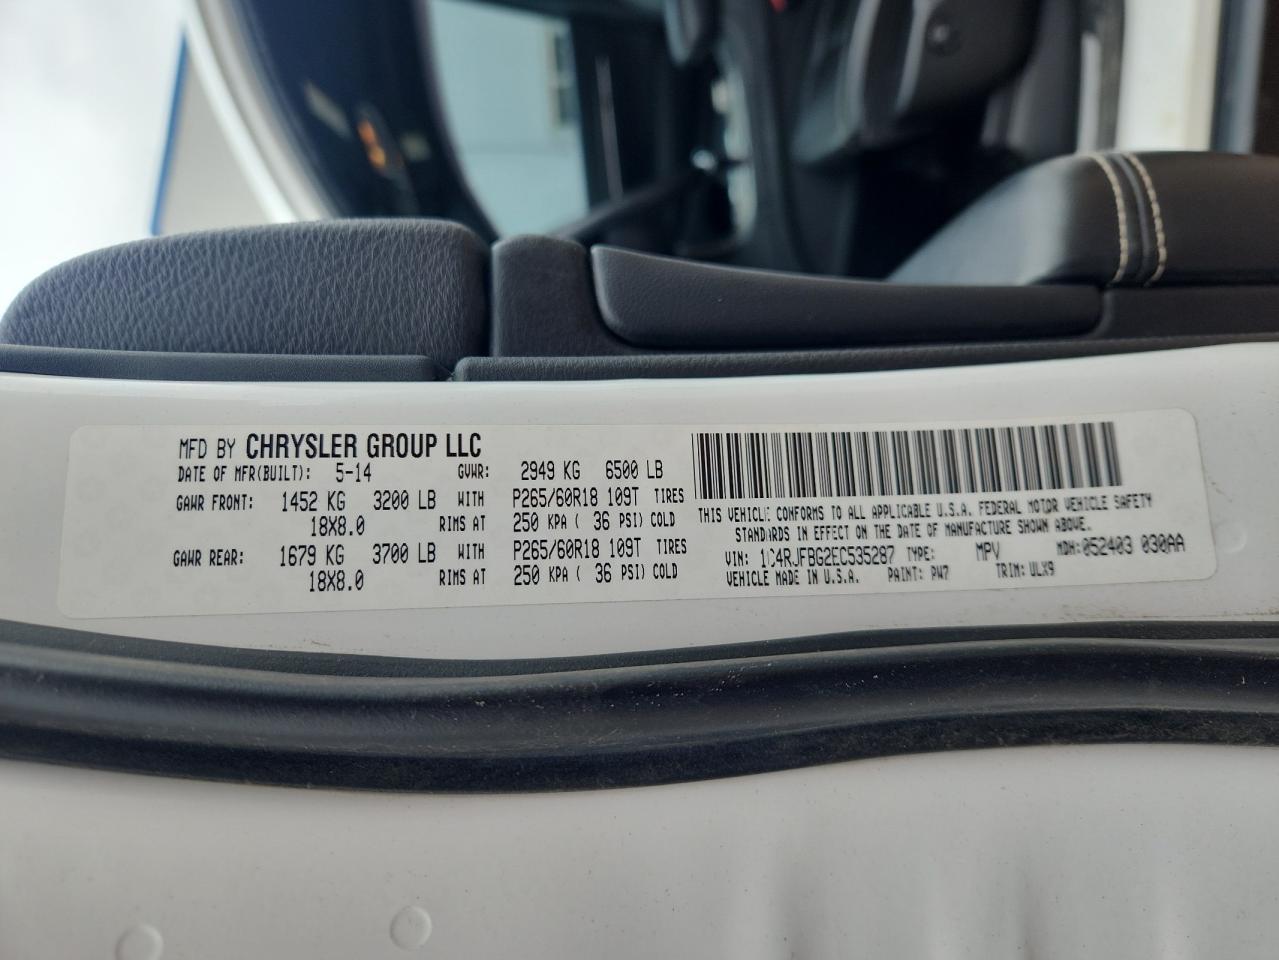 MFD BY CHRYSLER GROUP LLC
DATE OF MFR(BUILT): 5-14 GVWR: 2949 KG 6500 LB
GAWR FRONT: 1452 KG 3200 LB WITH P265/60R18 109T TIRES
18X8.0 RIMS AT 250 KPA ( 36 PSI) COLD
GAWR REAR: 1679 KG 3700 LB WITH P265/60R18 109T TIRES
18X8.0 RIMS AT 250 KPA ( 36 PSI) COLD
THIS VEHICLE CONFORMS TO ALL APPLICABLE U.S.A. FEDERAL MOTOR VEHICLE SAFETY
STANDARDS IN EFFECT ON THE DATE OF MANUFACTURE SHOWN ABOVE.
VIN: 1C4RJFBG2EC535287 TYPE: MPV MDH: 052403 030AA
VEHICLE MADE IN U.S.A. PAINT: PW7 TRIM: ULX9